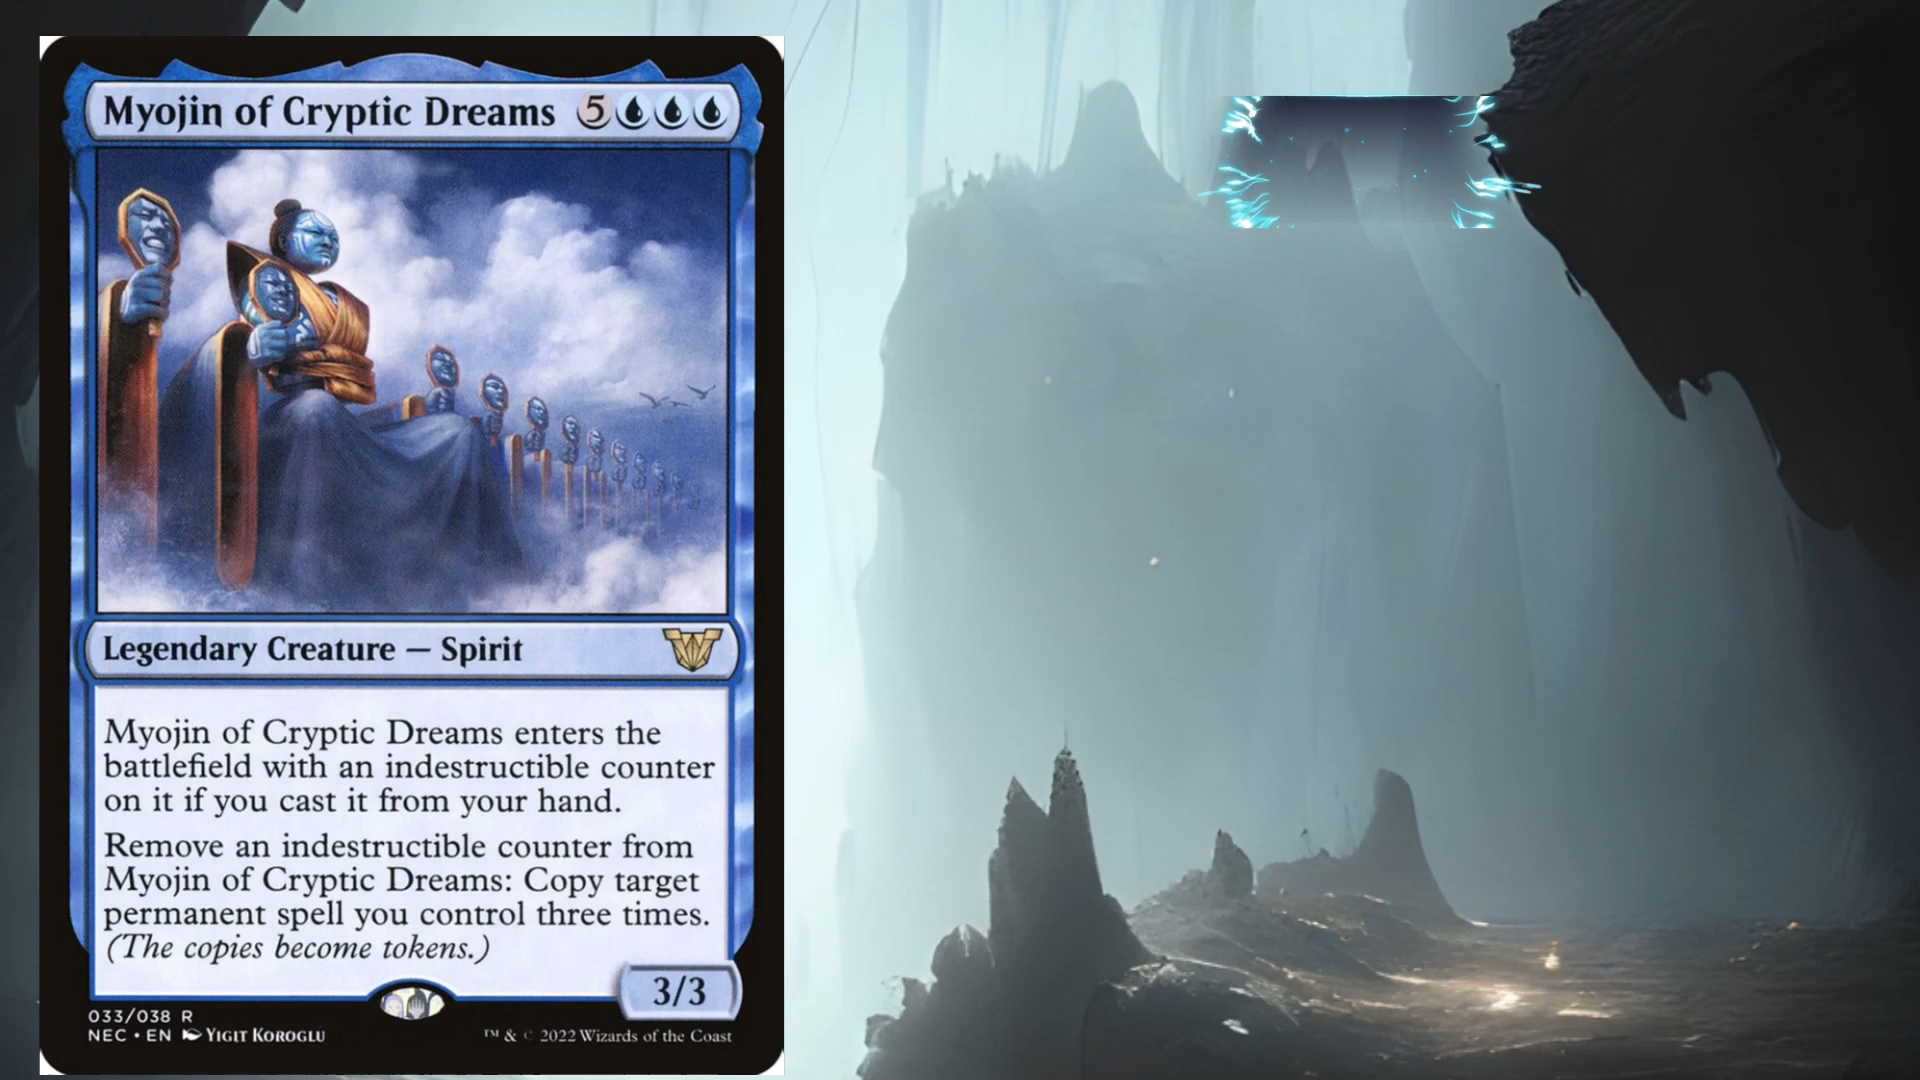 Myojin of Cryptic Dreams 5
Legendary Creature — Spirit
Myojin of Cryptic Dreams enters the
battlefield with an indestructible counter
on it if you cast it from your hand.
Remove an indestructible counter from
Myojin of Cryptic Dreams: Copy target
permanent spell you control three times.
(The copies become tokens.)
3/3
033/038 R
NEC • EN YIGIT KOROGLU
™ & © 2022 Wizards of the Coast